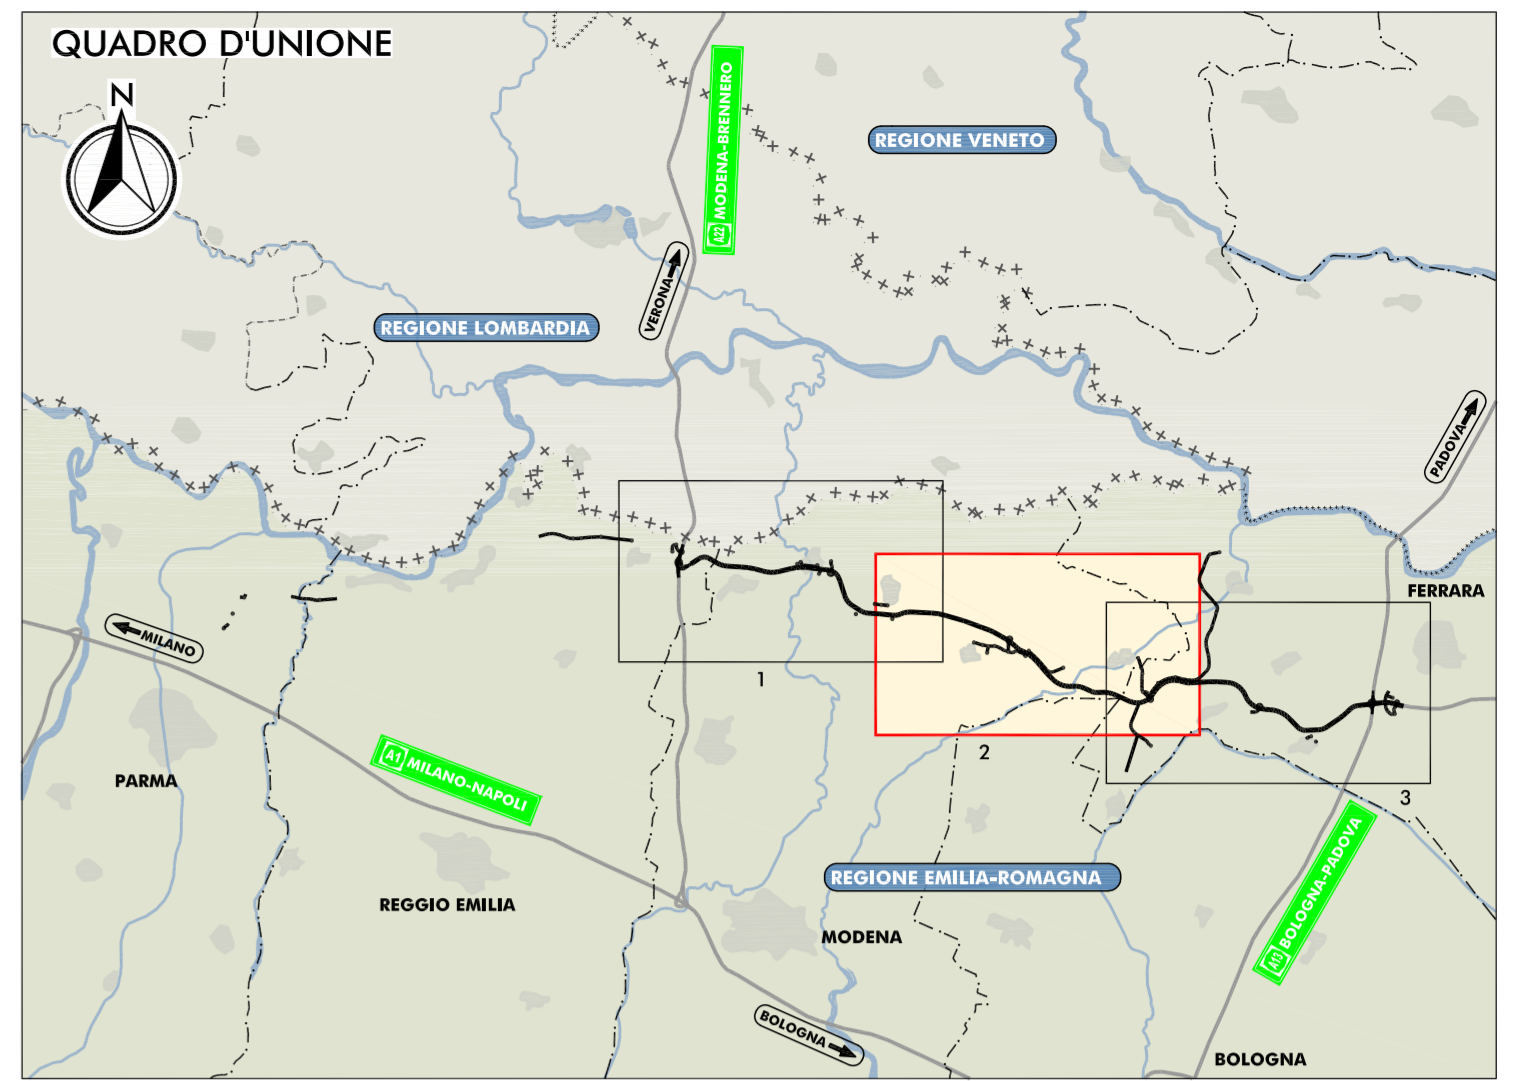 QUADRO D'UNIONE
N
A22 MODENA-BRENNERO
REGIONE VENETO
VERONA
REGIONE LOMBARDIA
PADOVA
FERRARA
MILANO
1
2
3
A1 MILANO-NAPOLI
PARMA
REGIONE EMILIA-ROMAGNA
A13 BOLOGNA-PADOVA
REGGIO EMILIA
MODENA
BOLOGNA
BOLOGNA